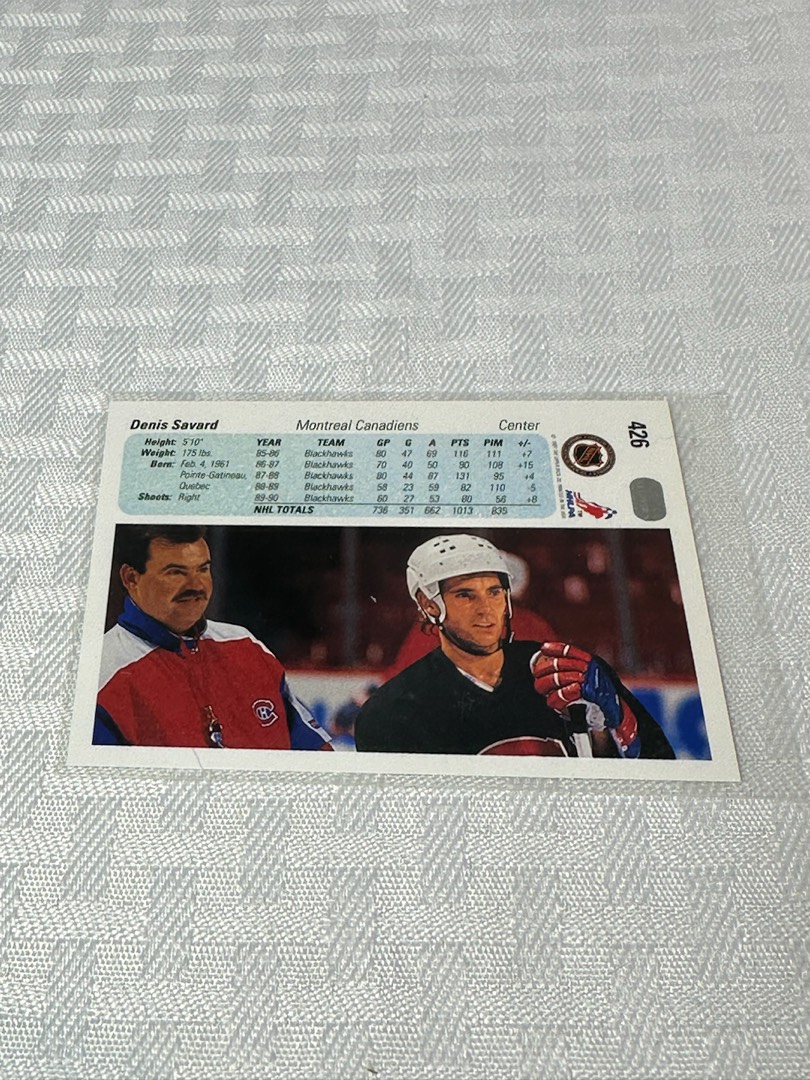 Denis Savard Montreal Canadiens Center
426
Height: 5'10" YEAR TEAM GP G A PTS PIM +/-
Weight: 175 lbs. 85-86 Blackhawks 80 47 69 116 111 +7
Born: Feb. 4, 1961 86-87 Blackhawks 70 40 50 90 108 +15
Pointe-Gatineau, 87-88 Blackhawks 80 44 87 131 95 +4
Quebec 88-89 Blackhawks 58 23 59 82 110 -5
Shoots: Right 89-90 Blackhawks 60 27 53 80 56 +8
NHL TOTALS 736 351 662 1013 835
NHLPA